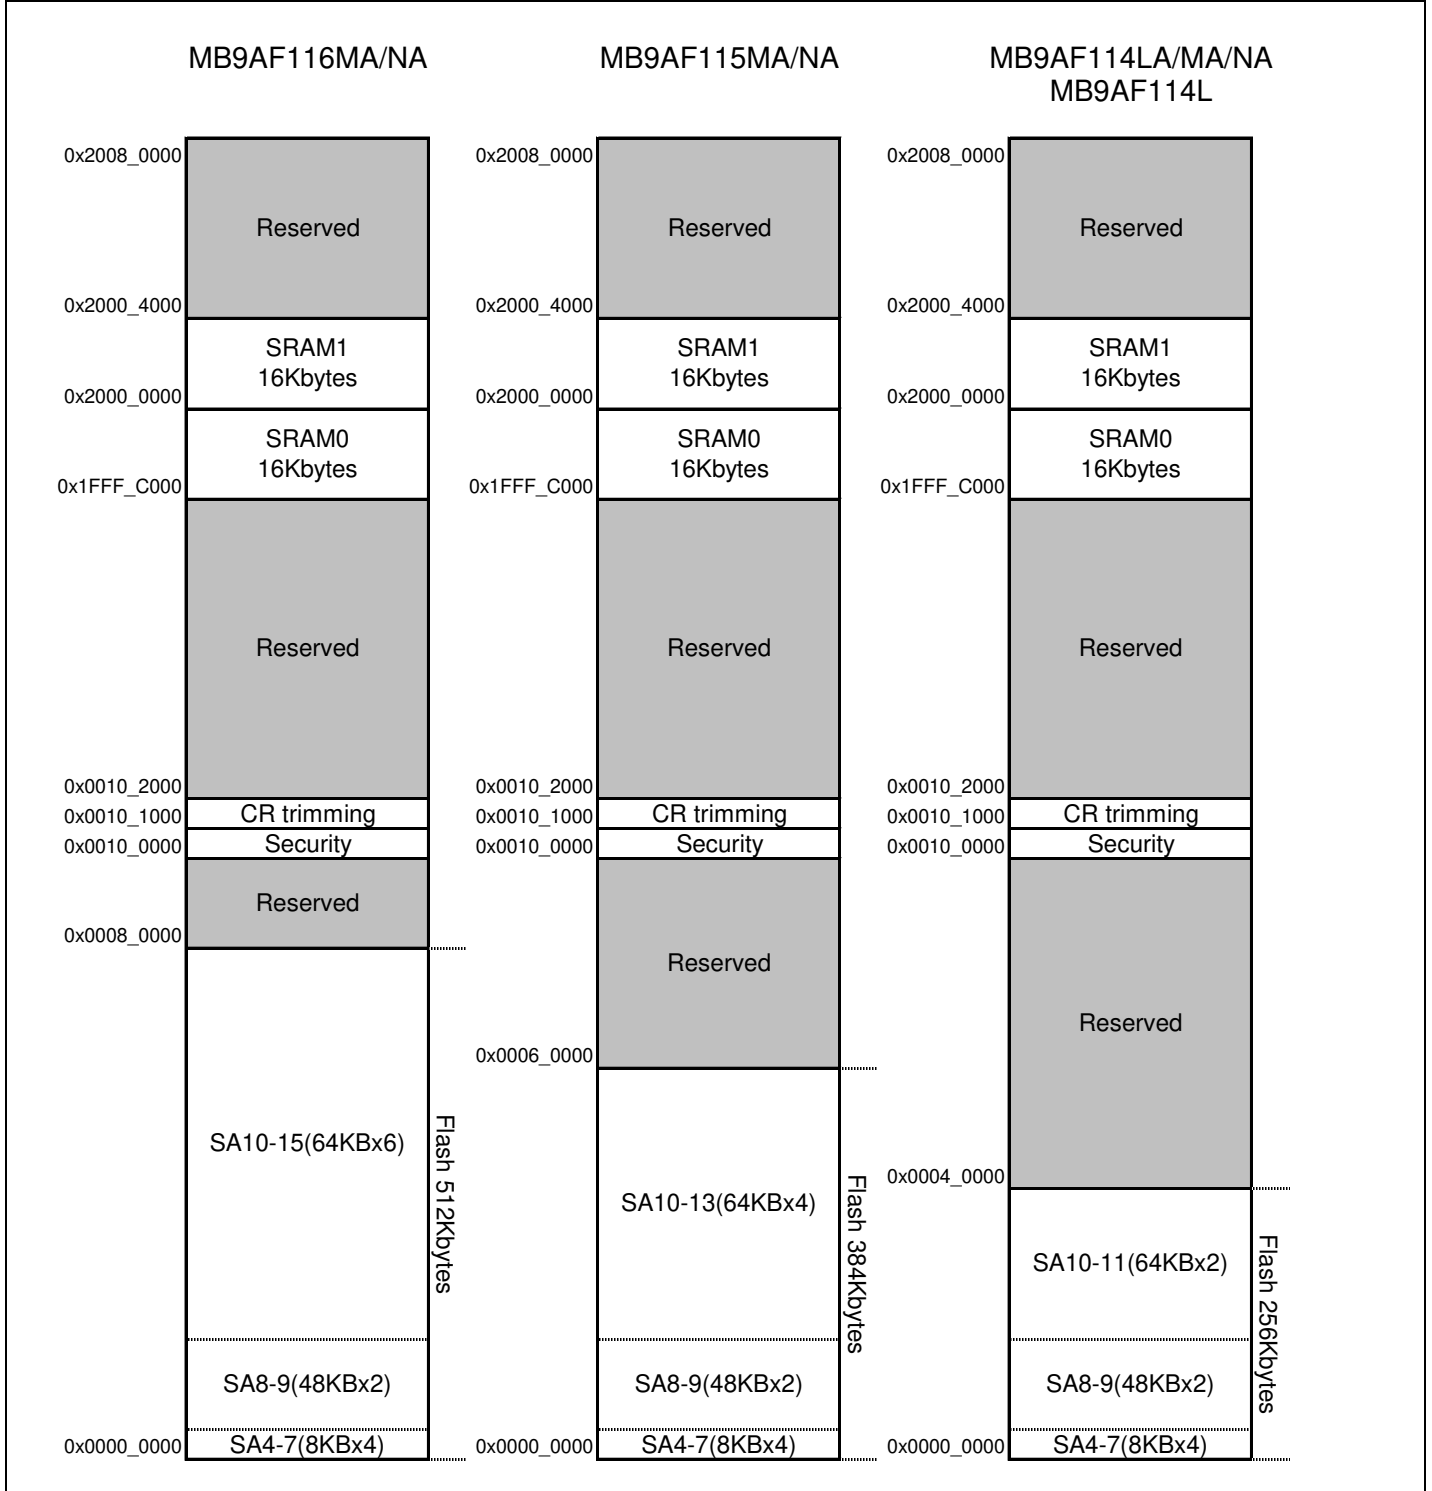 MB9AF116MA/NA
0x2008_0000
Reserved
0x2000_4000
SRAM1
16Kbytes
0x2000_0000
SRAM0
16Kbytes
0x1FFF_C000
Reserved
0x0010_2000
CR trimming
0x0010_1000
Security
0x0010_0000
Reserved
0x0008_0000
SA10-15(64KBx6)
Flash 512Kbytes
SA8-9(48KBx2)
SA4-7(8KBx4)
0x0000_0000
MB9AF115MA/NA
0x2008_0000
Reserved
0x2000_4000
SRAM1
16Kbytes
0x2000_0000
SRAM0
16Kbytes
0x1FFF_C000
Reserved
0x0010_2000
CR trimming
0x0010_1000
Security
0x0010_0000
Reserved
0x0006_0000
SA10-13(64KBx4)
Flash 384Kbytes
SA8-9(48KBx2)
SA4-7(8KBx4)
0x0000_0000
MB9AF114LA/MA/NA
MB9AF114L
0x2008_0000
Reserved
0x2000_4000
SRAM1
16Kbytes
0x2000_0000
SRAM0
16Kbytes
0x1FFF_C000
Reserved
0x0010_2000
CR trimming
0x0010_1000
Security
0x0010_0000
Reserved
0x0004_0000
SA10-11(64KBx2)
Flash 256Kbytes
SA8-9(48KBx2)
SA4-7(8KBx4)
0x0000_0000